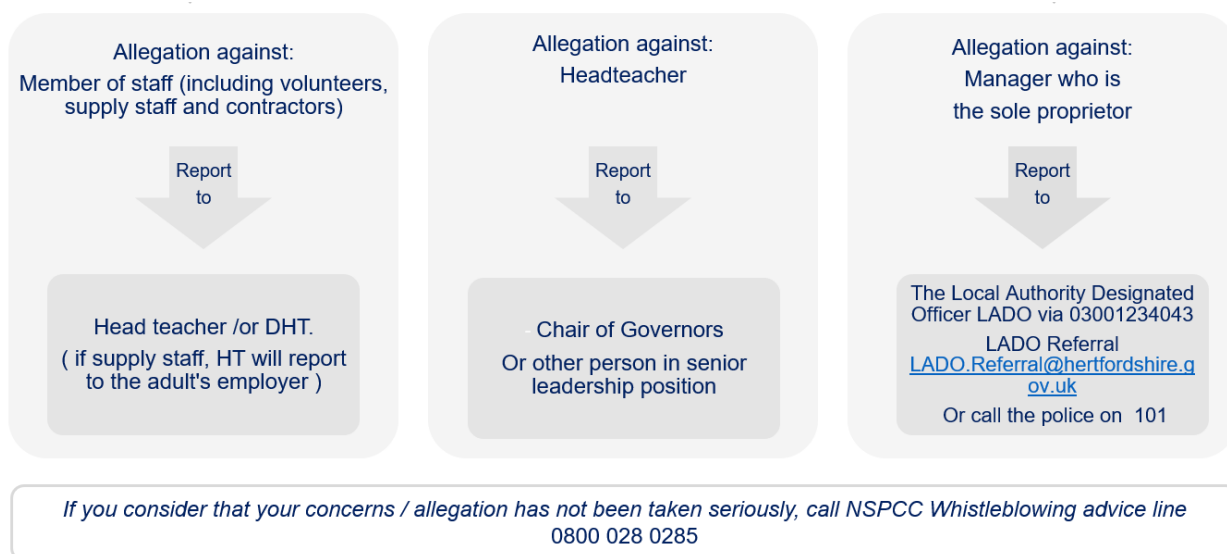 Allegation against:
Member of staff (including volunteers,
supply staff and contractors)
Report
to
Head teacher /or DHT.
( if supply staff, HT will report
to the adult's employer )
Allegation against:
Headteacher
Report
to
- Chair of Governors
Or other person in senior
leadership position
Allegation against:
Manager who is
the sole proprietor
Report
to
The Local Authority Designated
Officer LADO via 03001234043
LADO Referral
LADO.Referral@hertfordshire.g
ov.uk
Or call the police on 101
If you consider that your concerns / allegation has not been taken seriously, call NSPCC Whistleblowing advice line
0800 028 0285